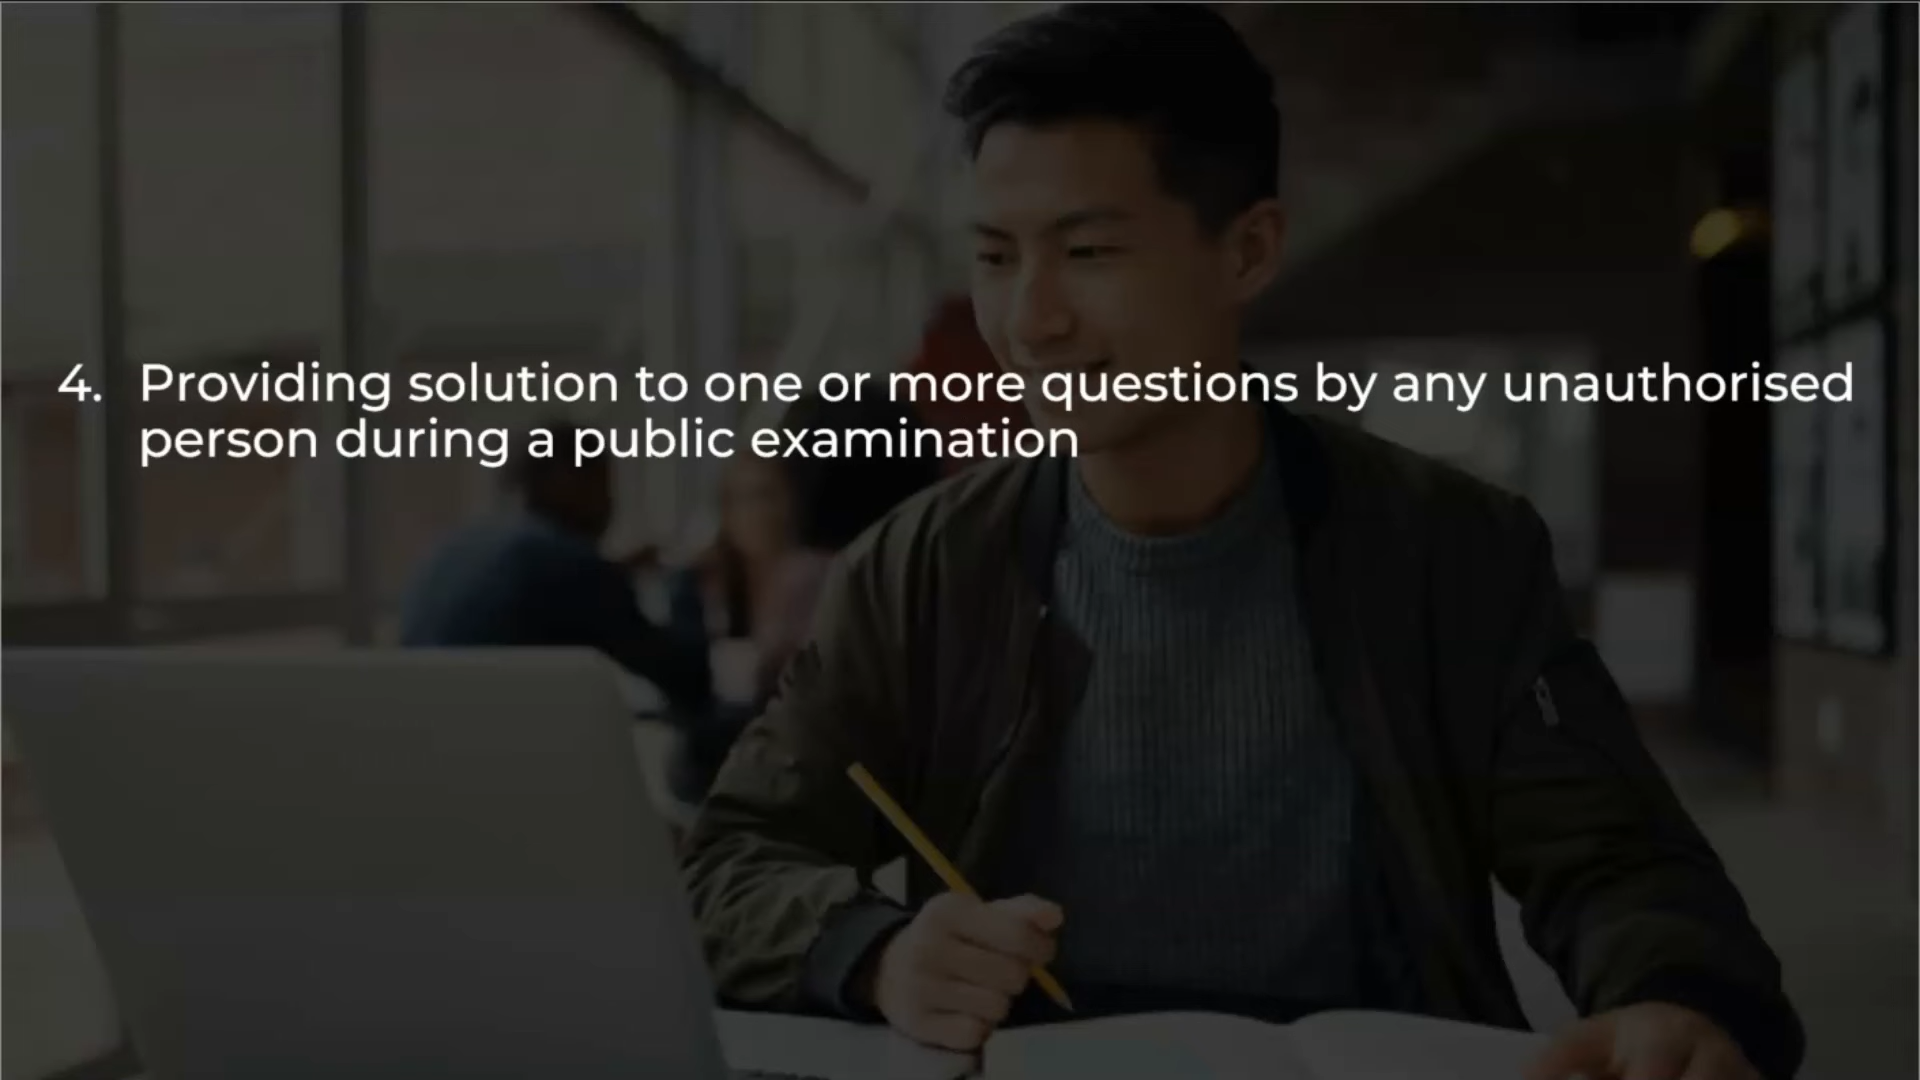 4. Providing solution to one or more questions by any unauthorised
person during a public examination